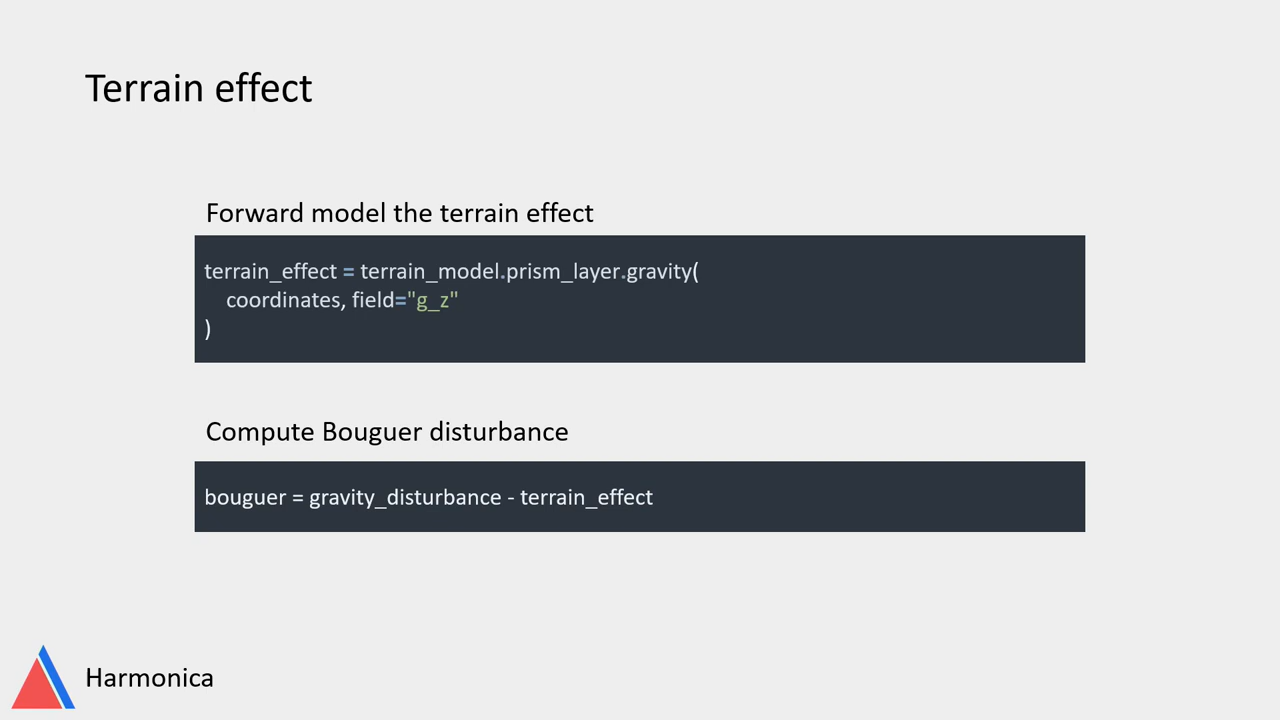 Terrain effect
Forward model the terrain effect
terrain_effect = terrain_model.prism_layer.gravity(
    coordinates, field="g_z"
)
Compute Bouguer disturbance
bouguer = gravity_disturbance - terrain_effect
Harmonica